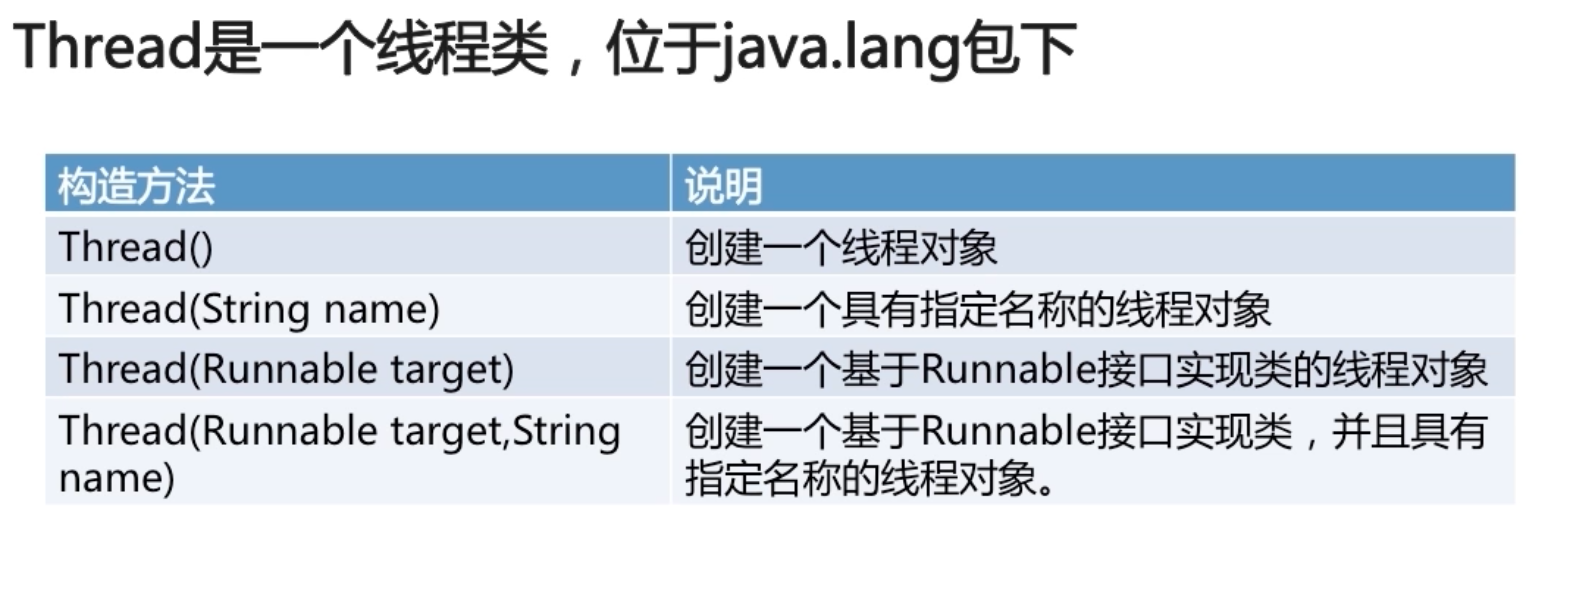 Thread是一个线程类，位于java.lang包下
构造方法
说明
Thread()
创建一个线程对象
Thread(String name)
创建一个具有指定名称的线程对象
Thread(Runnable target)
创建一个基于Runnable接口实现类的线程对象
Thread(Runnable target,String
name)
创建一个基于Runnable接口实现类，并且具有
指定名称的线程对象。